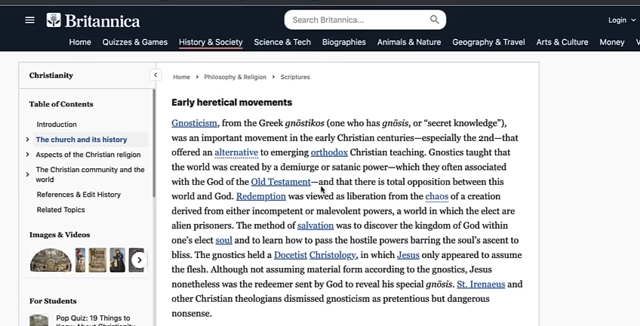 Britannica
Search Britannica...
Login
Home Quizzes & Games History & Society Science & Tech Biographies Animals & Nature Geography & Travel Arts & Culture Money
Christianity
Table of Contents
Introduction
The church and its history
Aspects of the Christian religion
The Christian community and the
world
References & Edit History
Related Topics
Images & Videos
For Students
Pop Quiz: 19 Things to
Know About Christianity
Home > Philosophy & Religion > Scriptures
Early heretical movements
Gnosticism, from the Greek gnōstikos (one who has gnōsis, or “secret knowledge”),
was an important movement in the early Christian centuries—especially the 2nd—that
offered an alternative to emerging orthodox Christian teaching. Gnostics taught that
the world was created by a demiurge or satanic power—which they often associated
with the God of the Old Testament—and that there is total opposition between this
world and God. Redemption was viewed as liberation from the chaos of a creation
derived from either incompetent or malevolent powers, a world in which the elect are
alien prisoners. The method of salvation was to discover the kingdom of God within
one’s elect soul and to learn how to pass the hostile powers barring the soul’s ascent to
bliss. The gnostics held a Docetist Christology, in which Jesus only appeared to assume
the flesh. Although not assuming material form according to the gnostics, Jesus
nonetheless was the redeemer sent by God to reveal his special gnōsis. St. Irenaeus and
other Christian theologians dismissed gnosticism as pretentious but dangerous
nonsense.